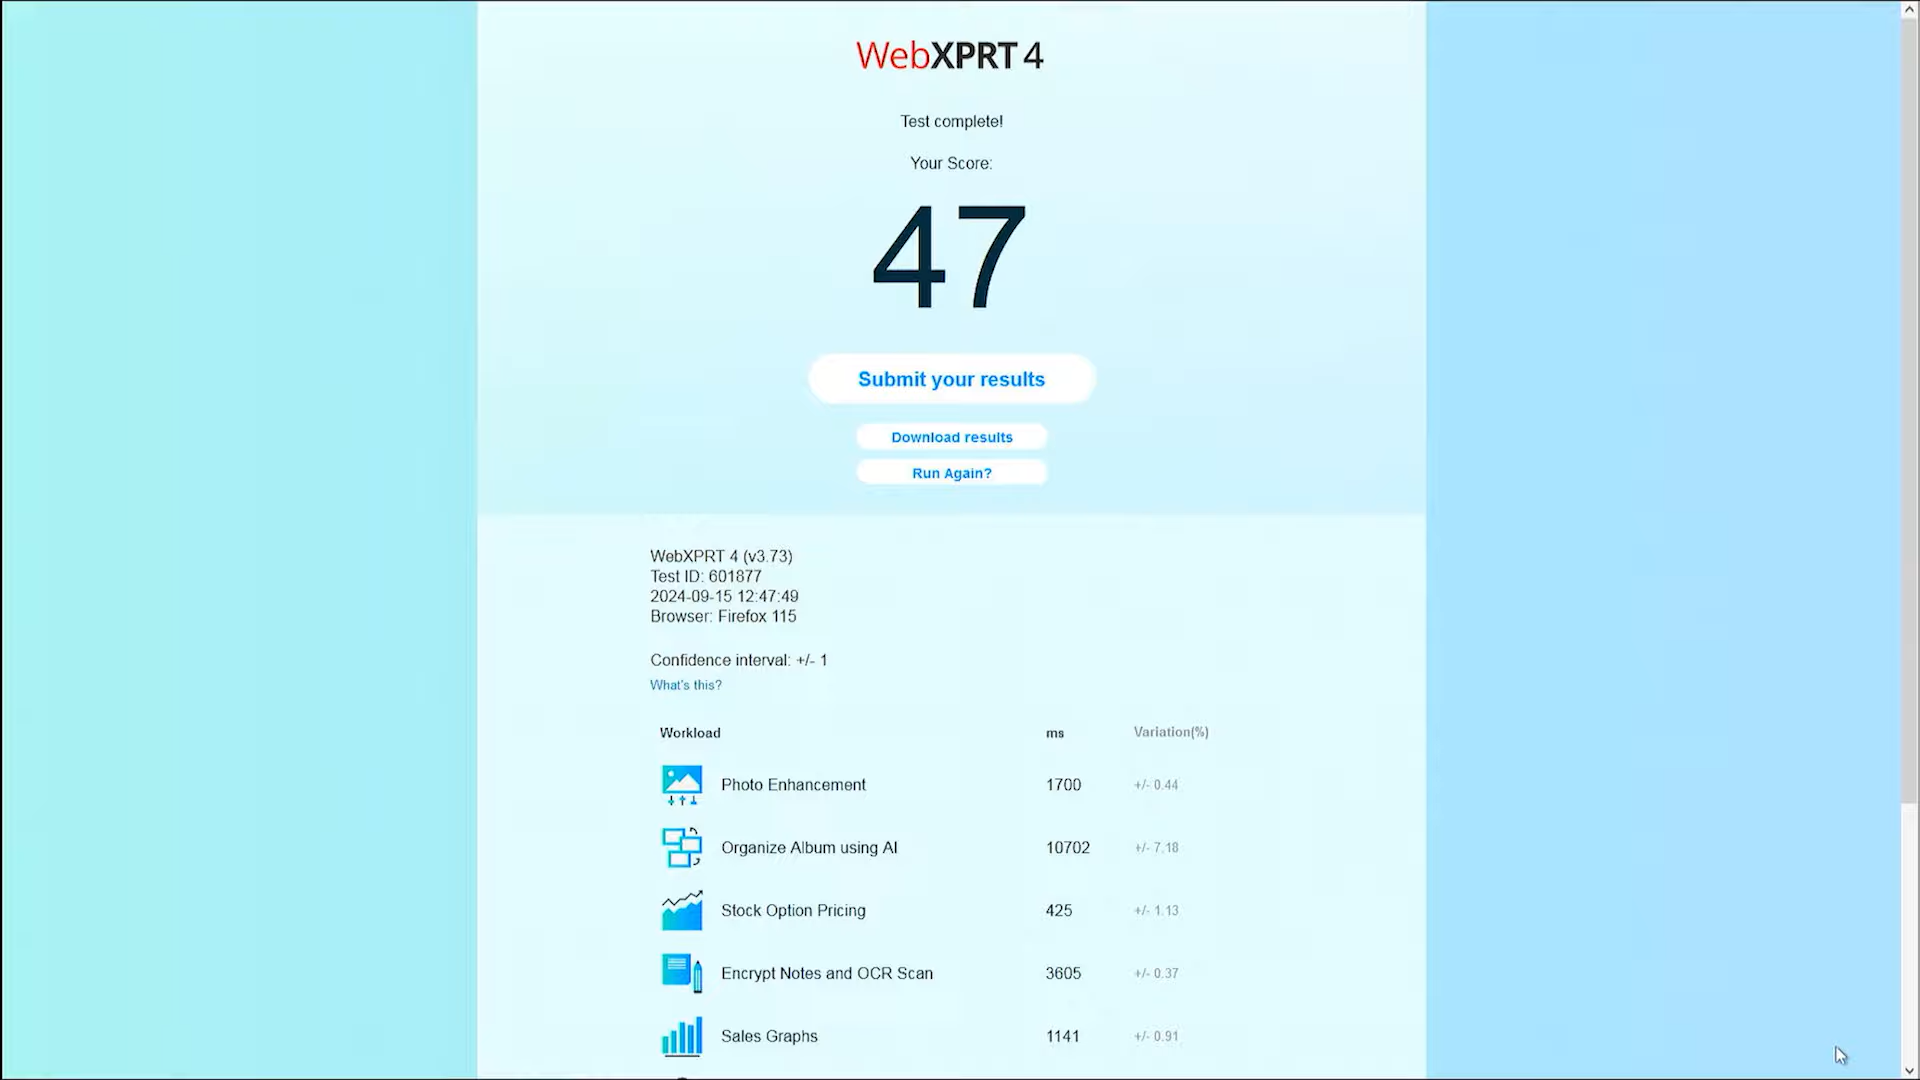 WebXPRT 4
Test complete!
Your Score:
47
Submit your results
Download results
Run Again?
WebXPRT 4 (v3.73)
Test ID: 601877
2024-09-15 12:47:49
Browser: Firefox 115
Confidence interval: +/- 1
What's this?
Workload ms Variation(%)
Photo Enhancement 1700 +/- 0.44
Organize Album using AI 10702 +/- 7.18
Stock Option Pricing 425 +/- 1.13
Encrypt Notes and OCR Scan 3605 +/- 0.37
Sales Graphs 1141 +/- 0.91